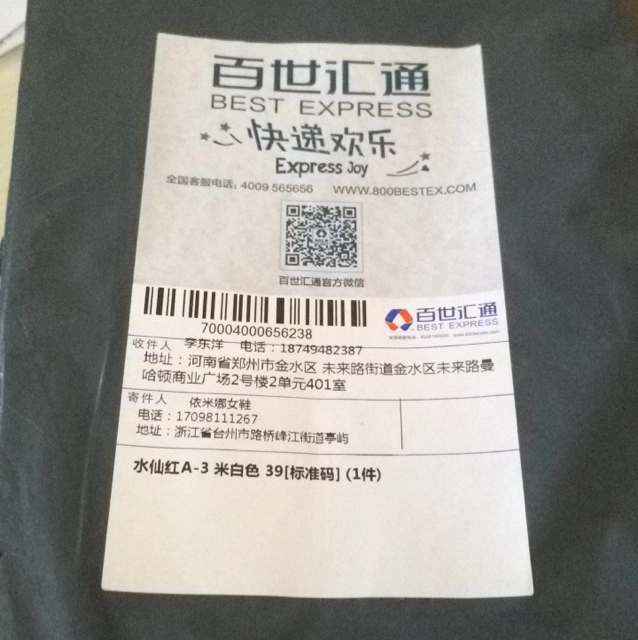 百世汇通
BEST EXPRESS
快递欢乐
Express Joy
全国客服电话: 4009 565656 WWW.800BESTEX.COM
百世汇通官方微信
70004000656238
百世汇通
BEST EXPRESS
收件人 李东洋 电话：18749482387
地址：河南省郑州市金水区 未来路街道金水区未来路曼
哈顿商业广场2号楼2单元401室
寄件人 依米娜女鞋
电话：17098111267
地址：浙江省台州市路桥峰江街道亭屿
水仙红A-3 米白色 39[标准码] (1件)